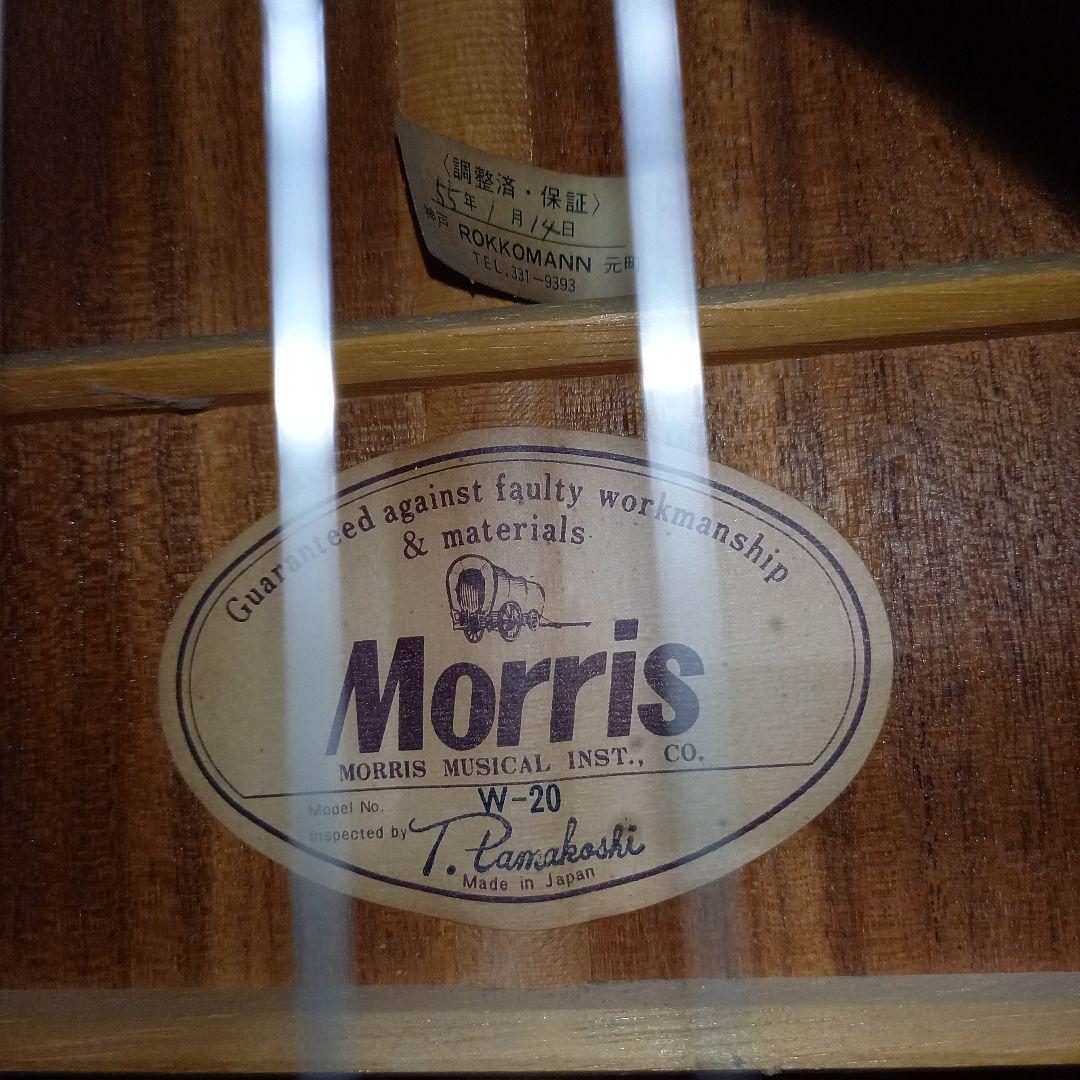 〈調整済・保証〉
55年 1月14日
神戸 ROKKOMANN 元町
TEL.331-9393
Guaranteed against faulty workmanship
& materials
Morris
MORRIS MUSICAL INST., CO.
Model No. W-20
Inspected by T. Pamakoshi
Made in Japan